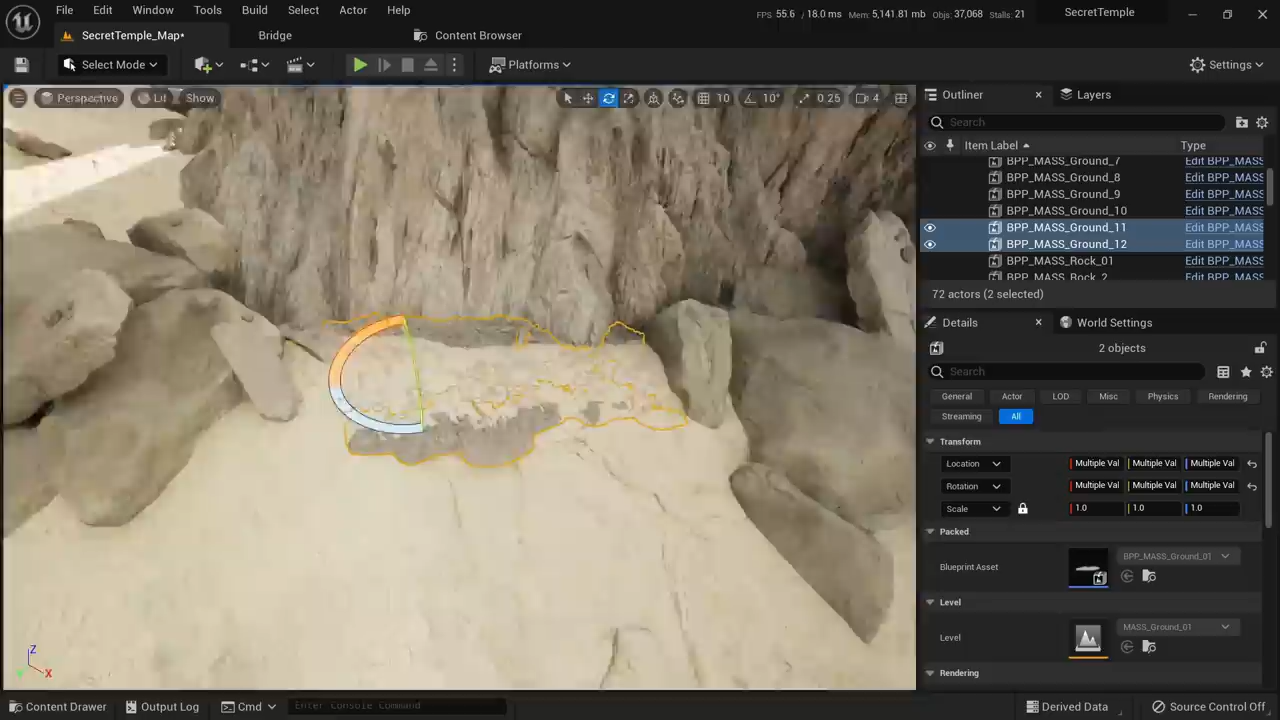 File Edit Window Tools Build Select Actor Help
FPS: 55.6 / 18.0 ms Mem: 5,141.81 mb Objs: 37,068 Stalls: 21
SecretTemple
SecretTemple_Map*
Bridge
Content Browser
Select Mode
Platforms
Settings
Perspective
Lit
Show
10
10°
0.25
4
Outliner
Layers
Search
Item Label
Type
BPP_MASS_Ground_7 Edit BPP_MASS
BPP_MASS_Ground_8 Edit BPP_MASS
BPP_MASS_Ground_9 Edit BPP_MASS
BPP_MASS_Ground_10 Edit BPP_MASS
BPP_MASS_Ground_11 Edit BPP_MASS
BPP_MASS_Ground_12 Edit BPP_MASS
BPP_MASS_Rock_01 Edit BPP_MASS
BPP_MASS_Rock_2 Edit BPP_MASS
72 actors (2 selected)
Details
World Settings
2 objects
Search
General Actor LOD Misc Physics Rendering
Streaming All
Transform
Location Multiple Val Multiple Val Multiple Val
Rotation Multiple Val Multiple Val Multiple Val
Scale 1.0 1.0 1.0
Packed
Blueprint Asset BPP_MASS_Ground_01
Level
Level MASS_Ground_01
Rendering
Z
X
Content Drawer
Output Log
Cmd
Enter Console Command
Derived Data
Source Control Off